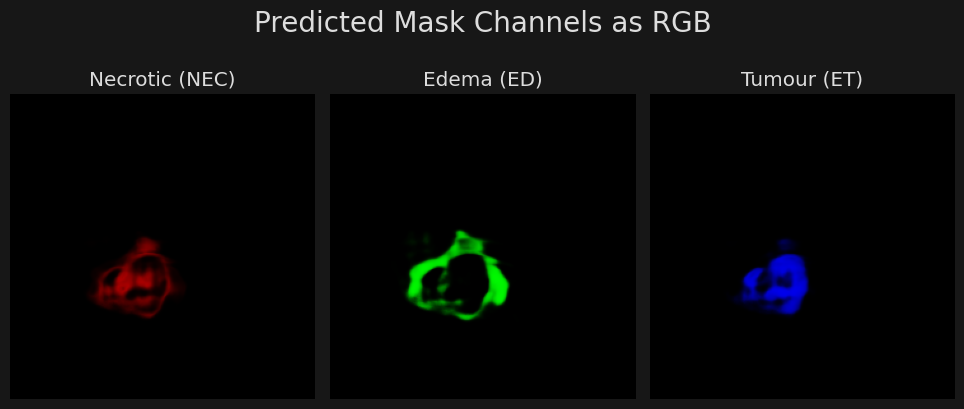 Predicted Mask Channels as RGB
Necrotic (NEC)
Edema (ED)
Tumour (ET)